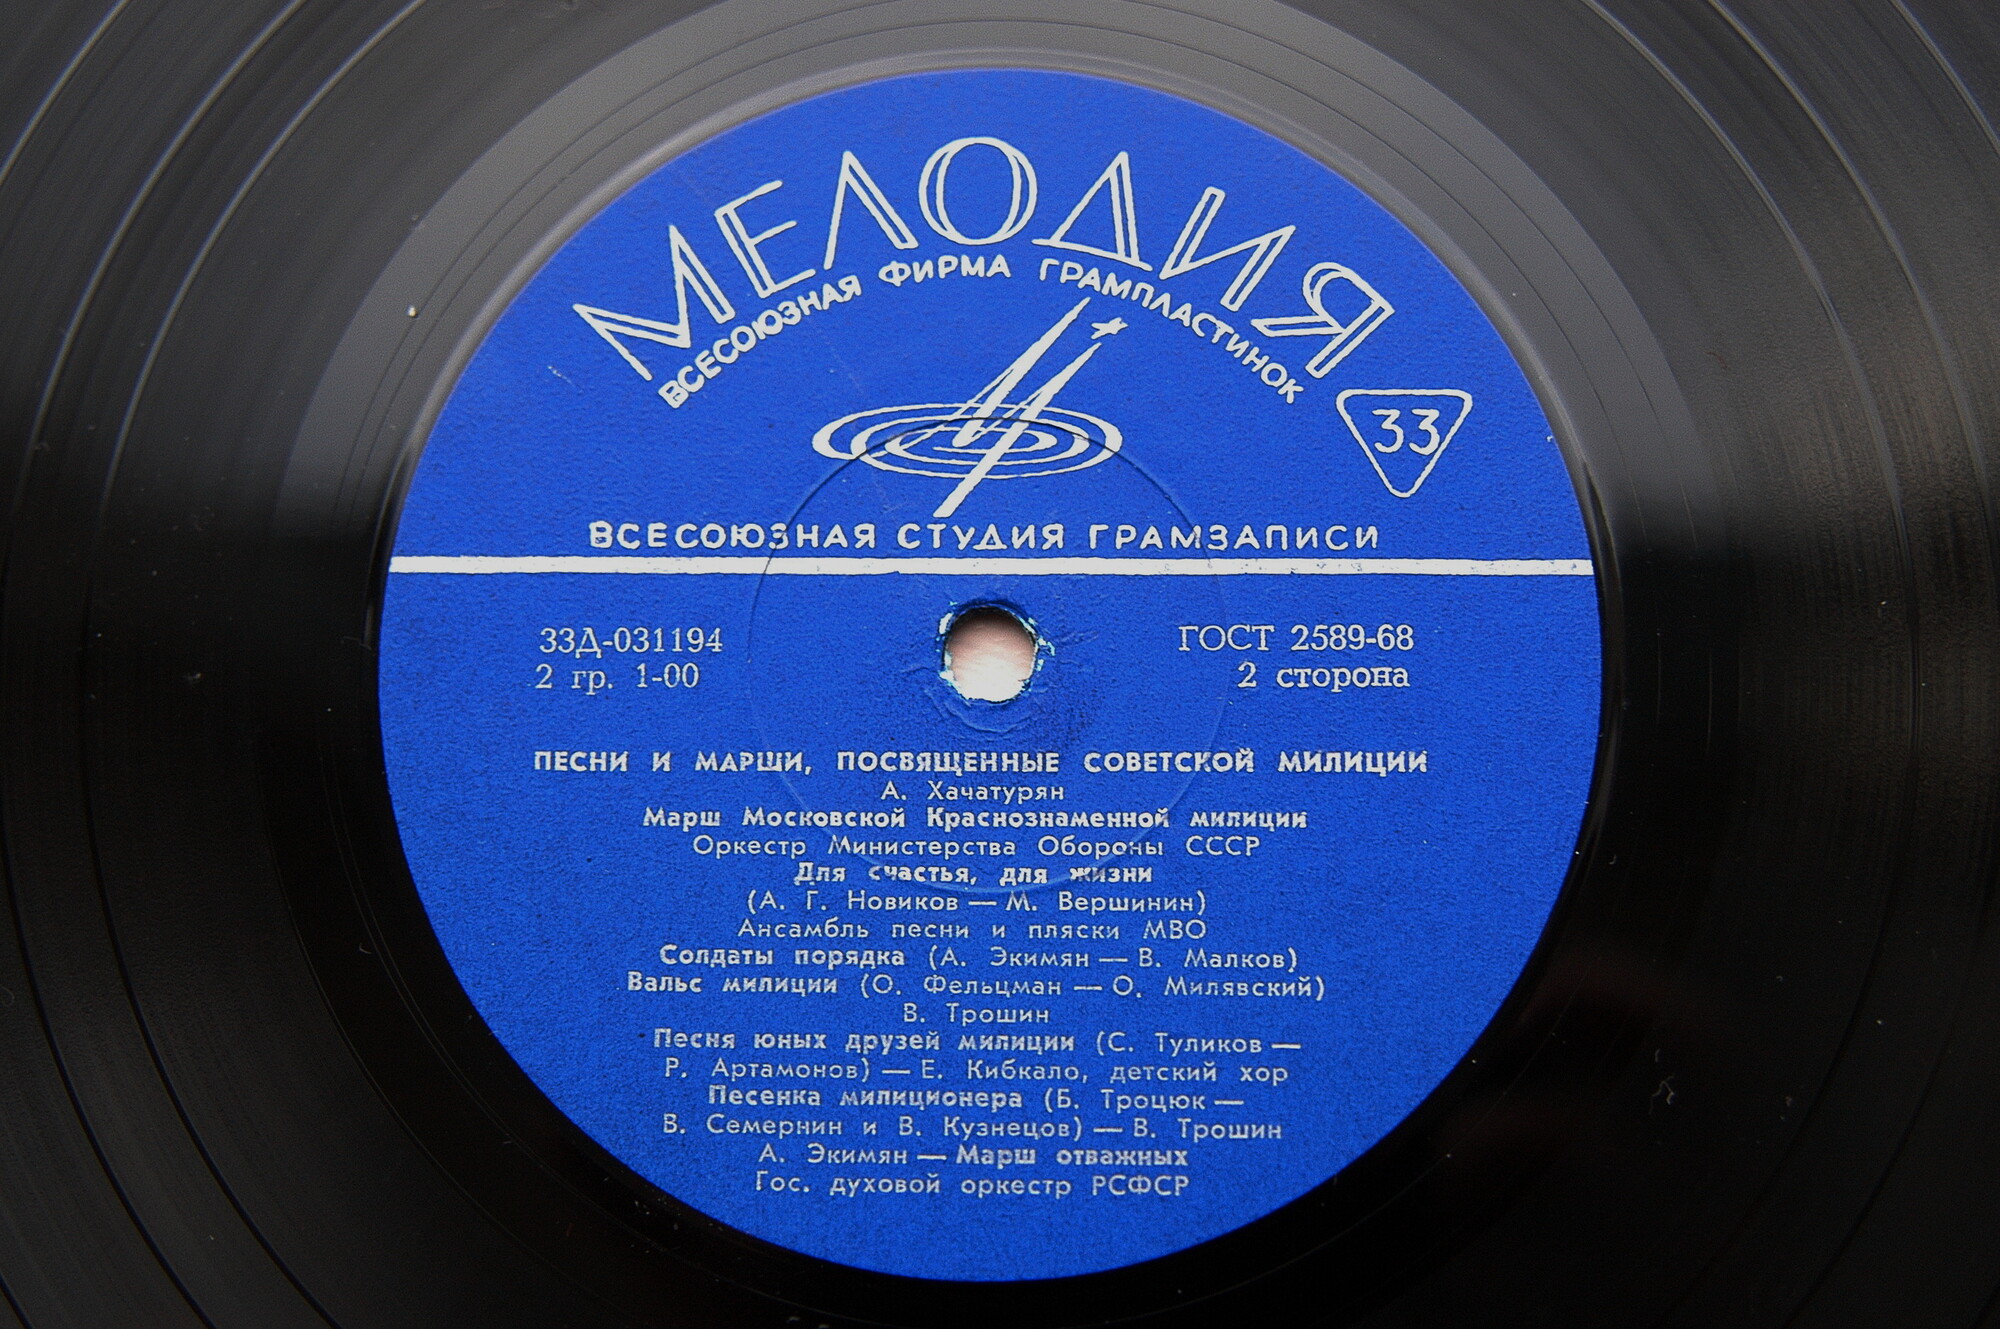 МЕЛОДИЯ
ВСЕСОЮЗНАЯ ФИРМА ГРАМПЛАСТИНОК
33
ВСЕСОЮЗНАЯ СТУДИЯ ГРАМЗАПИСИ
33Д-031194
2 гр. 1-00
ГОСТ 2589-68
2 сторона
ПЕСНИ И МАРШИ, ПОСВЯЩЕННЫЕ СОВЕТСКОЙ МИЛИЦИИ
А. Хачатурян
Марш Московской Краснознаменной милиции
Оркестр Министерства Обороны СССР
Для счастья, для жизни
(А. Г. Новиков — М. Вершинин)
Ансамбль песни и пляски МВО
Солдаты порядка (А. Экимян — В. Малков)
Вальс милиции (О. Фельцман — О. Милявский)
В. Трошин
Песня юных друзей милиции (С. Туликов —
Р. Артамонов) — Е. Кибкало, детский хор
Песенка милиционера (Б. Троцюк —
В. Семернин и В. Кузнецов) — В. Трошин
А. Экимян — Марш отважных
Гос. духовой оркестр РСФСР